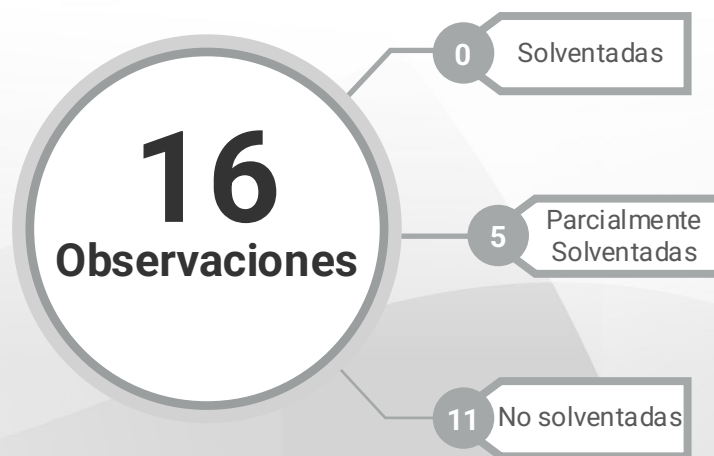 16
Observaciones
0
Solventadas
5
Parcialmente
Solventadas
11
No solventadas